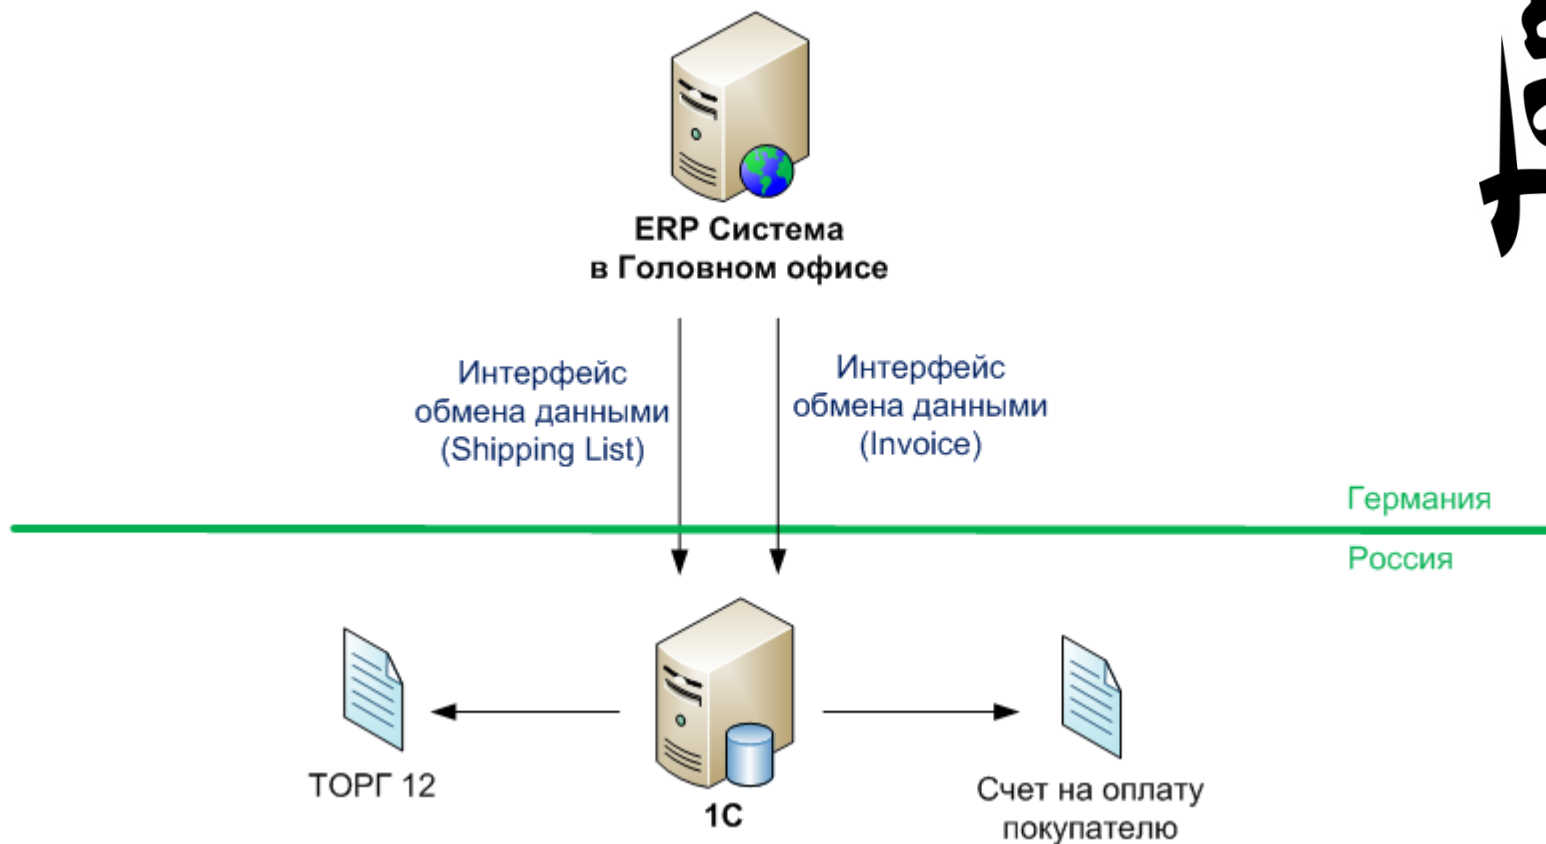 ERP Система
в Головном офисе
Интерфейс
обмена данными
(Shipping List)
Интерфейс
обмена данными
(Invoice)
Германия
Россия
ТОРГ 12
1С
Счет на оплату
покупателю